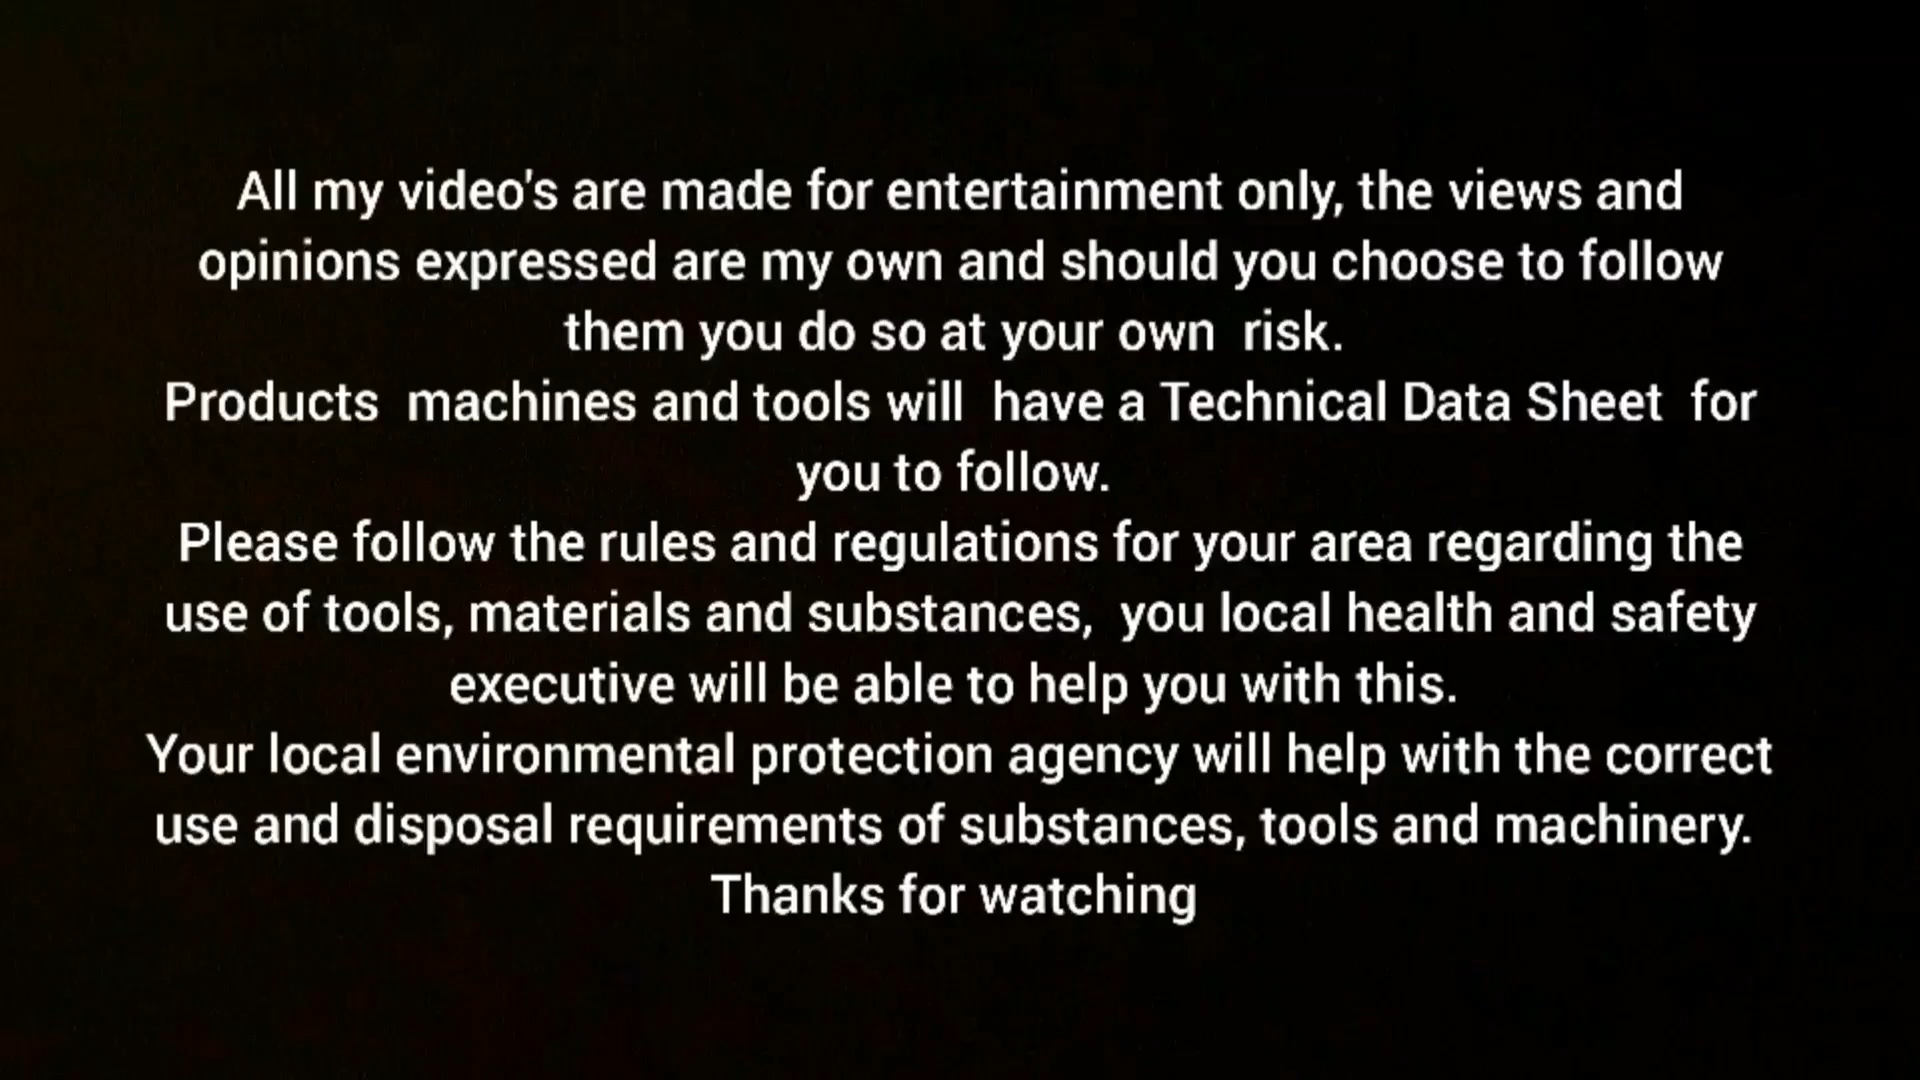 All my video's are made for entertainment only, the views and
opinions expressed are my own and should you choose to follow
them you do so at your own  risk.
Products  machines and tools will  have a Technical Data Sheet  for
you to follow.
Please follow the rules and regulations for your area regarding the
use of tools, materials and substances,  you local health and safety
executive will be able to help you with this.
Your local environmental protection agency will help with the correct
use and disposal requirements of substances, tools and machinery.
Thanks for watching